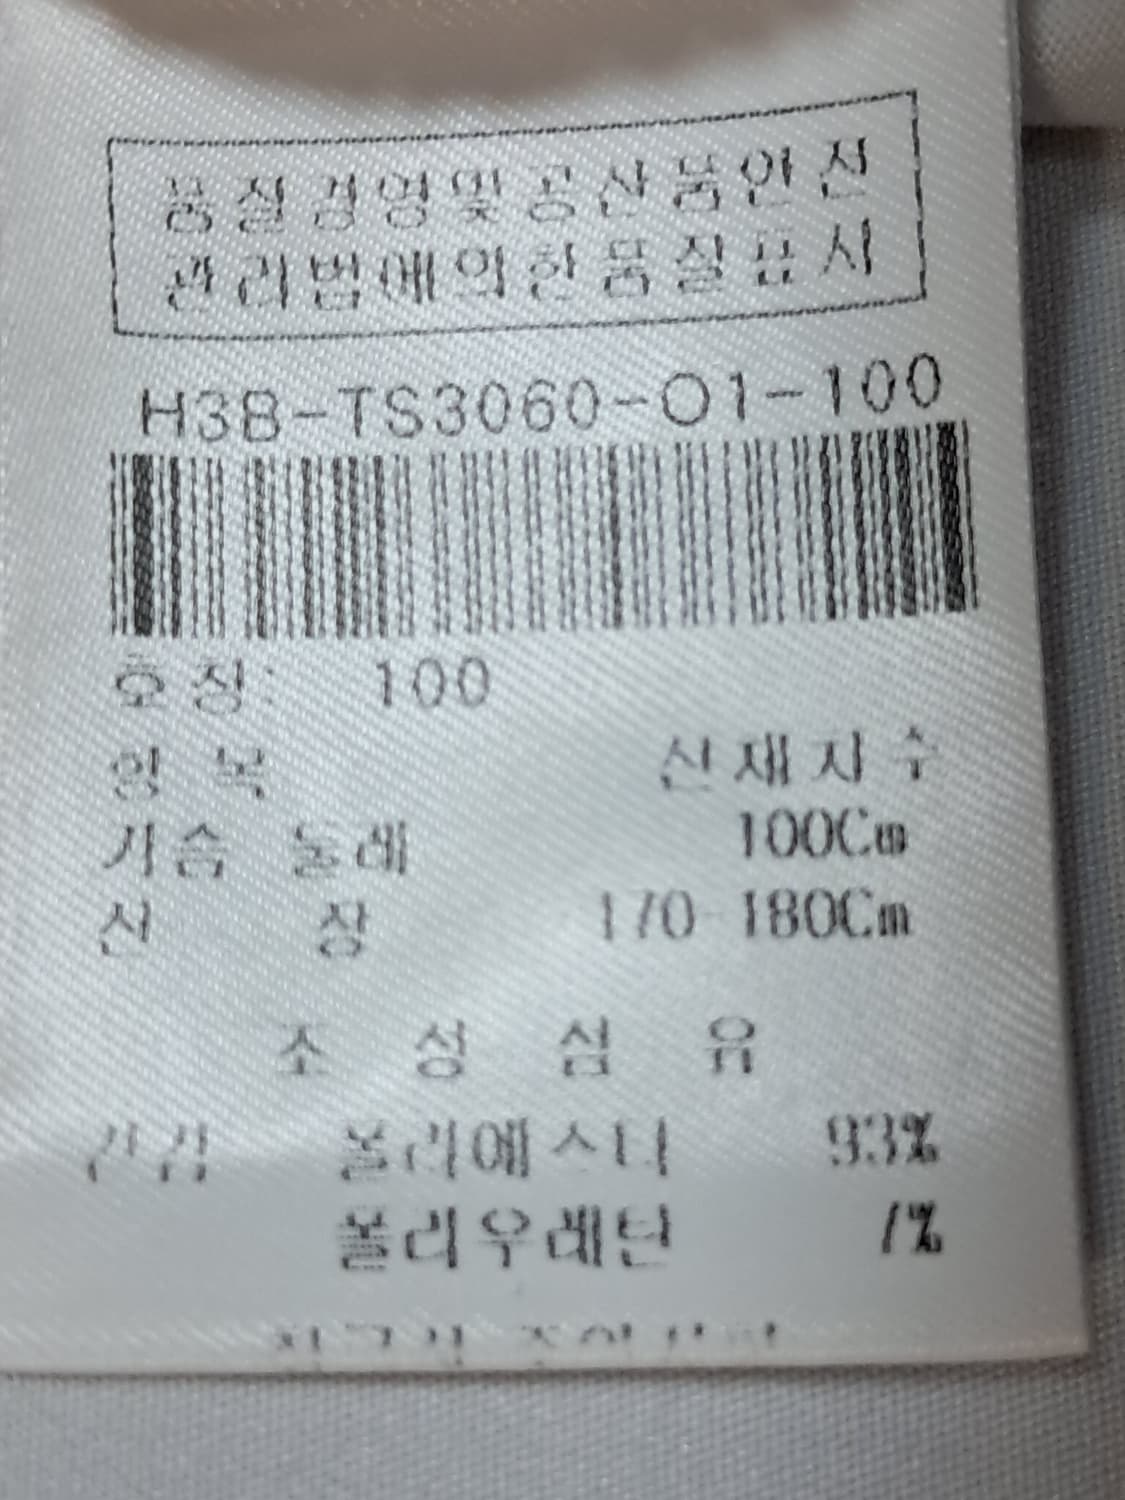 품질경영및공산품안전
관리법에의한품질표시
H3B-TS3060-O1-100
호칭: 100
항 목 신체치수
가슴 둘레 100Cm
신 장 170-180Cm
조 성 섬 유
겉감 폴리에스터 93%
폴리우레탄 7%